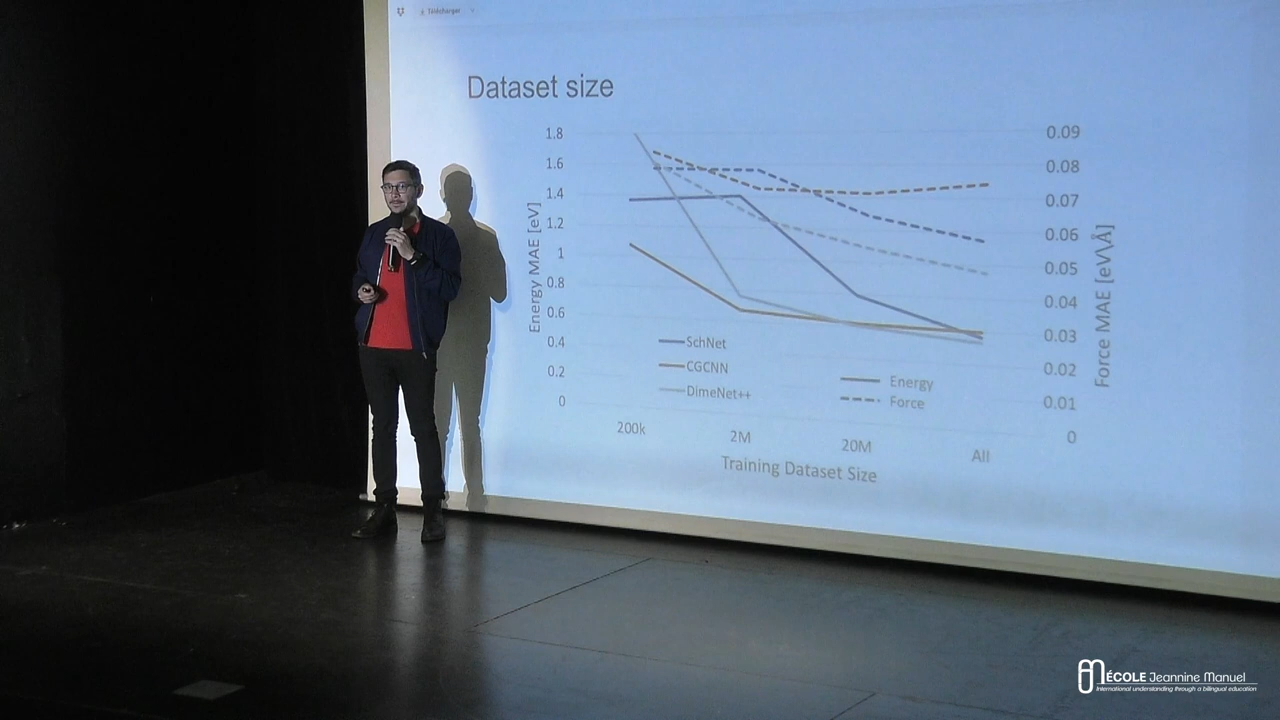 Télécharger
Dataset size
1.8
1.6
1.4
1.2
1
0.8
0.6
0.4
0.2
0
Energy MAE [eV]
0.09
0.08
0.07
0.06
0.05
0.04
0.03
0.02
0.01
0
Force MAE [eV\Å]
SchNet
CGCNN
DimeNet++
Energy
Force
200k
2M
20M
All
Training Dataset Size
ÉCOLE Jeannine Manuel
International understanding through a bilingual education